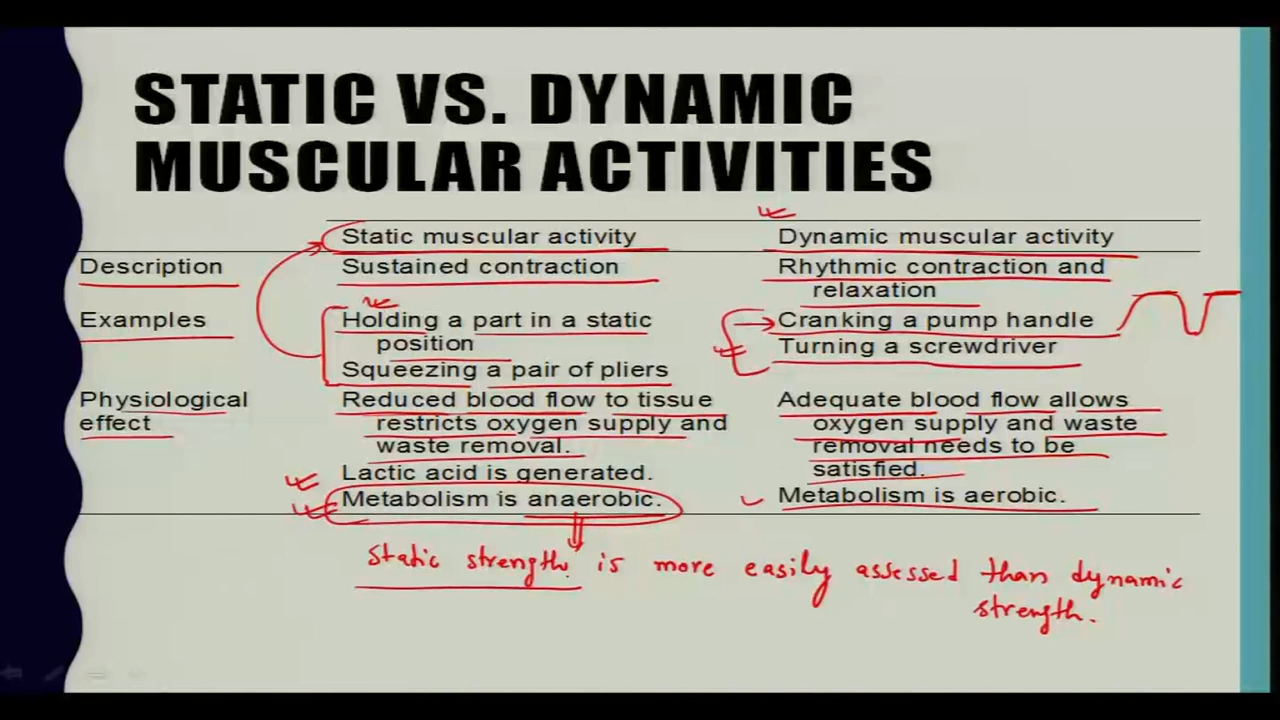 STATIC VS. DYNAMIC
MUSCULAR ACTIVITIES
Static muscular activity Dynamic muscular activity
Description Sustained contraction Rhythmic contraction and
relaxation
Examples Holding a part in a static Cranking a pump handle
position Turning a screwdriver
Squeezing a pair of pliers
Physiological Reduced blood flow to tissue Adequate blood flow allows
effect restricts oxygen supply and oxygen supply and waste
waste removal. removal needs to be
satisfied.
Lactic acid is generated.
Metabolism is anaerobic. Metabolism is aerobic.
Static strength is more easily assessed than dynamic
strength.